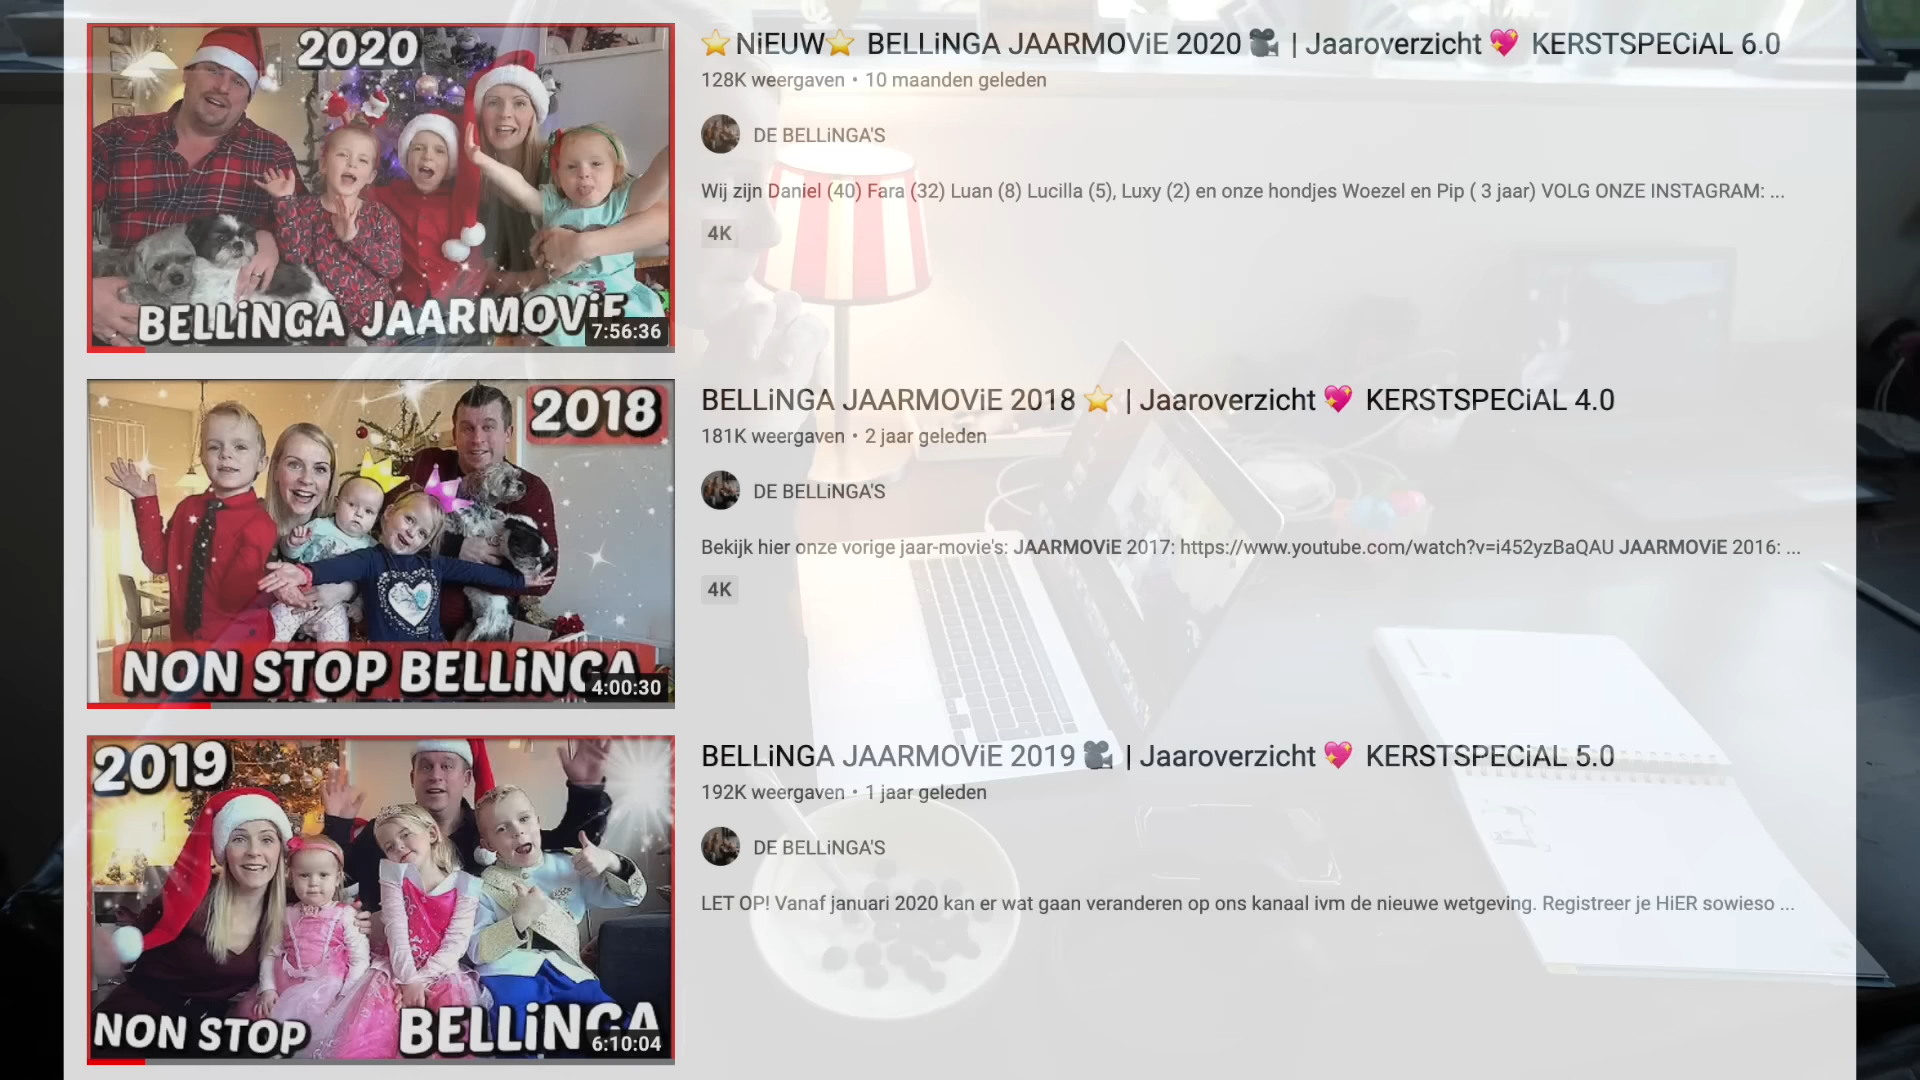 2020
BELLiNGA JAARMOViE
7:56:36
⭐ NiEUW⭐ BELLiNGA JAARMOViE 2020 🎥 | Jaaroverzicht 💖 KERSTSPECiAL 6.0
128K weergaven • 10 maanden geleden
DE BELLiNGA'S
Wij zijn Daniel (40) Fara (32) Luan (8) Lucilla (5), Luxy (2) en onze hondjes Woezel en Pip ( 3 jaar) VOLG ONZE INSTAGRAM: ...
4K
2018
NON STOP BELLiNGA
4:00:30
BELLiNGA JAARMOViE 2018 ⭐ | Jaaroverzicht 💖 KERSTSPECiAL 4.0
181K weergaven • 2 jaar geleden
DE BELLiNGA'S
Bekijk hier onze vorige jaar-movie's: JAARMOViE 2017: https://www.youtube.com/watch?v=i452yzBaQAU JAARMOViE 2016: ...
4K
2019
NON STOP BELLiNGA
6:10:04
BELLiNGA JAARMOViE 2019 🎥 | Jaaroverzicht 💖 KERSTSPECiAL 5.0
192K weergaven • 1 jaar geleden
DE BELLiNGA'S
LET OP! Vanaf januari 2020 kan er wat gaan veranderen op ons kanaal ivm de nieuwe wetgeving. Registreer je HiER sowieso ...